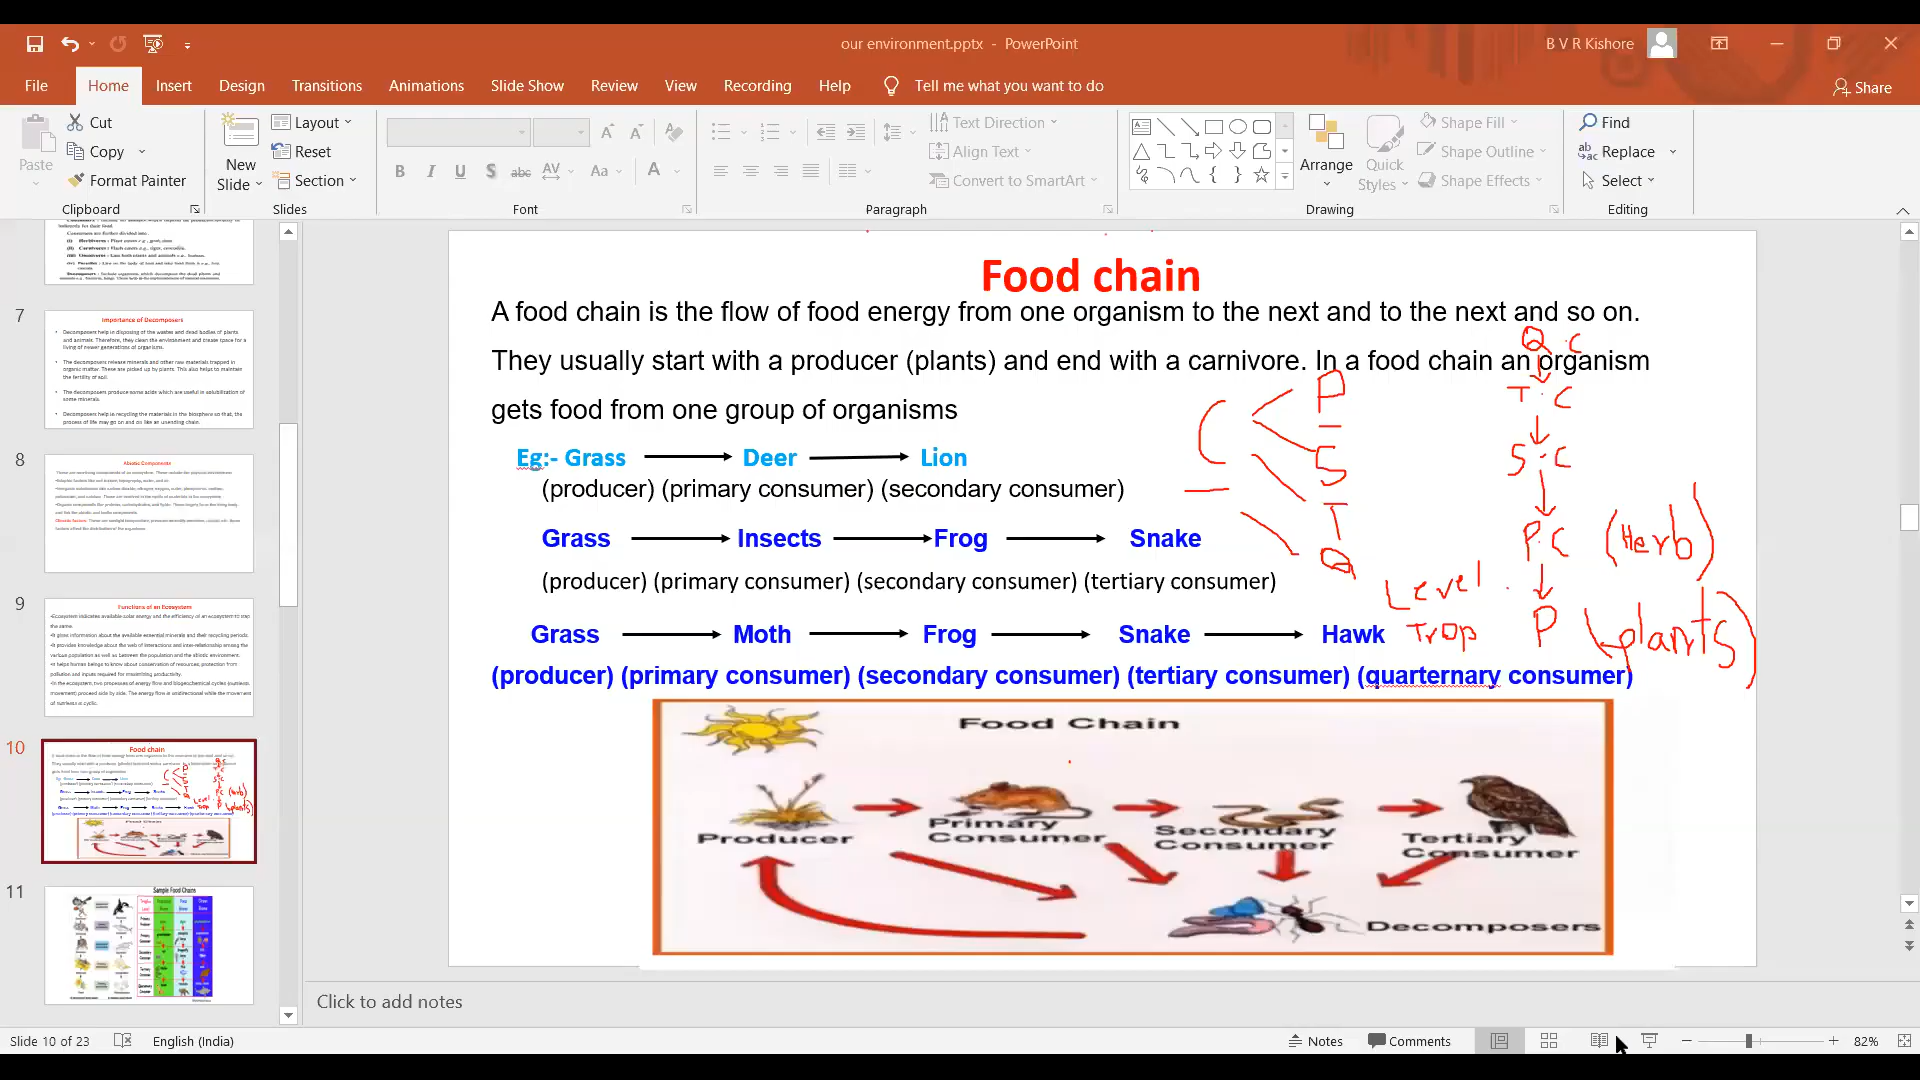 our environment.pptx - PowerPoint
B V R Kishore
File Home Insert Design Transitions Animations Slide Show Review View Recording Help Tell me what you want to do
Share
Cut
Copy
Format Painter
Paste
Clipboard
New Slide
Layout
Reset
Section
Slides
Font
Text Direction
Align Text
Convert to SmartArt
Paragraph
Arrange
Quick Styles
Shape Fill
Shape Outline
Shape Effects
Drawing
Find
Replace
Select
Editing
7
Importance of Decomposers
8
Abiotic Components
9
Functions of an Ecosystem
10
Food chain
11
Sample Food Chains
Food chain
A food chain is the flow of food energy from one organism to the next and to the next and so on.
They usually start with a producer (plants) and end with a carnivore. In a food chain an organism
gets food from one group of organisms
Eg:- Grass Deer Lion
(producer) (primary consumer) (secondary consumer)
Grass Insects Frog Snake
(producer) (primary consumer) (secondary consumer) (tertiary consumer)
Grass Moth Frog Snake Hawk
(producer) (primary consumer) (secondary consumer) (tertiary consumer) (quarternary consumer)
C
P
S
T
Q
Q.C
T.C
S.C
P.C (Herb)
P (plants)
Level
Trop
Food Chain
Producer
Primary Consumer
Secondary Consumer
Tertiary Consumer
Decomposers
Click to add notes
Slide 10 of 23
English (India)
Notes
Comments
82%